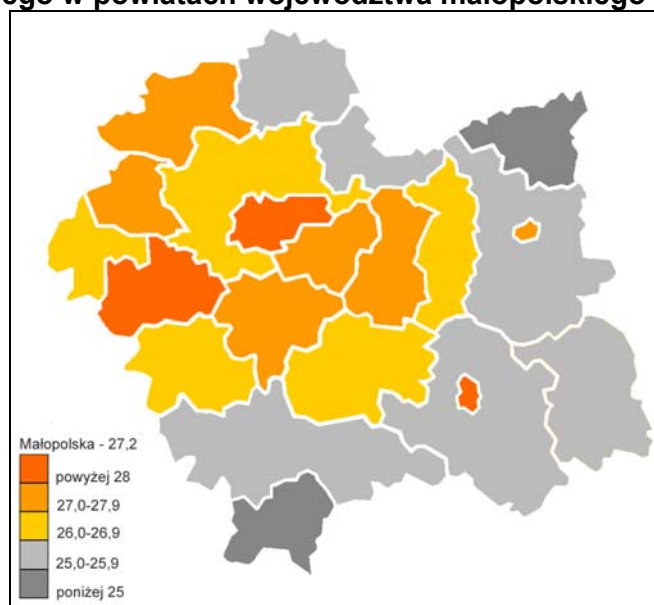 ego w powiatach województwa małopolskiego
Małopolska - 27,2
powyżej 28
27,0-27,9
26,0-26,9
25,0-25,9
poniżej 25